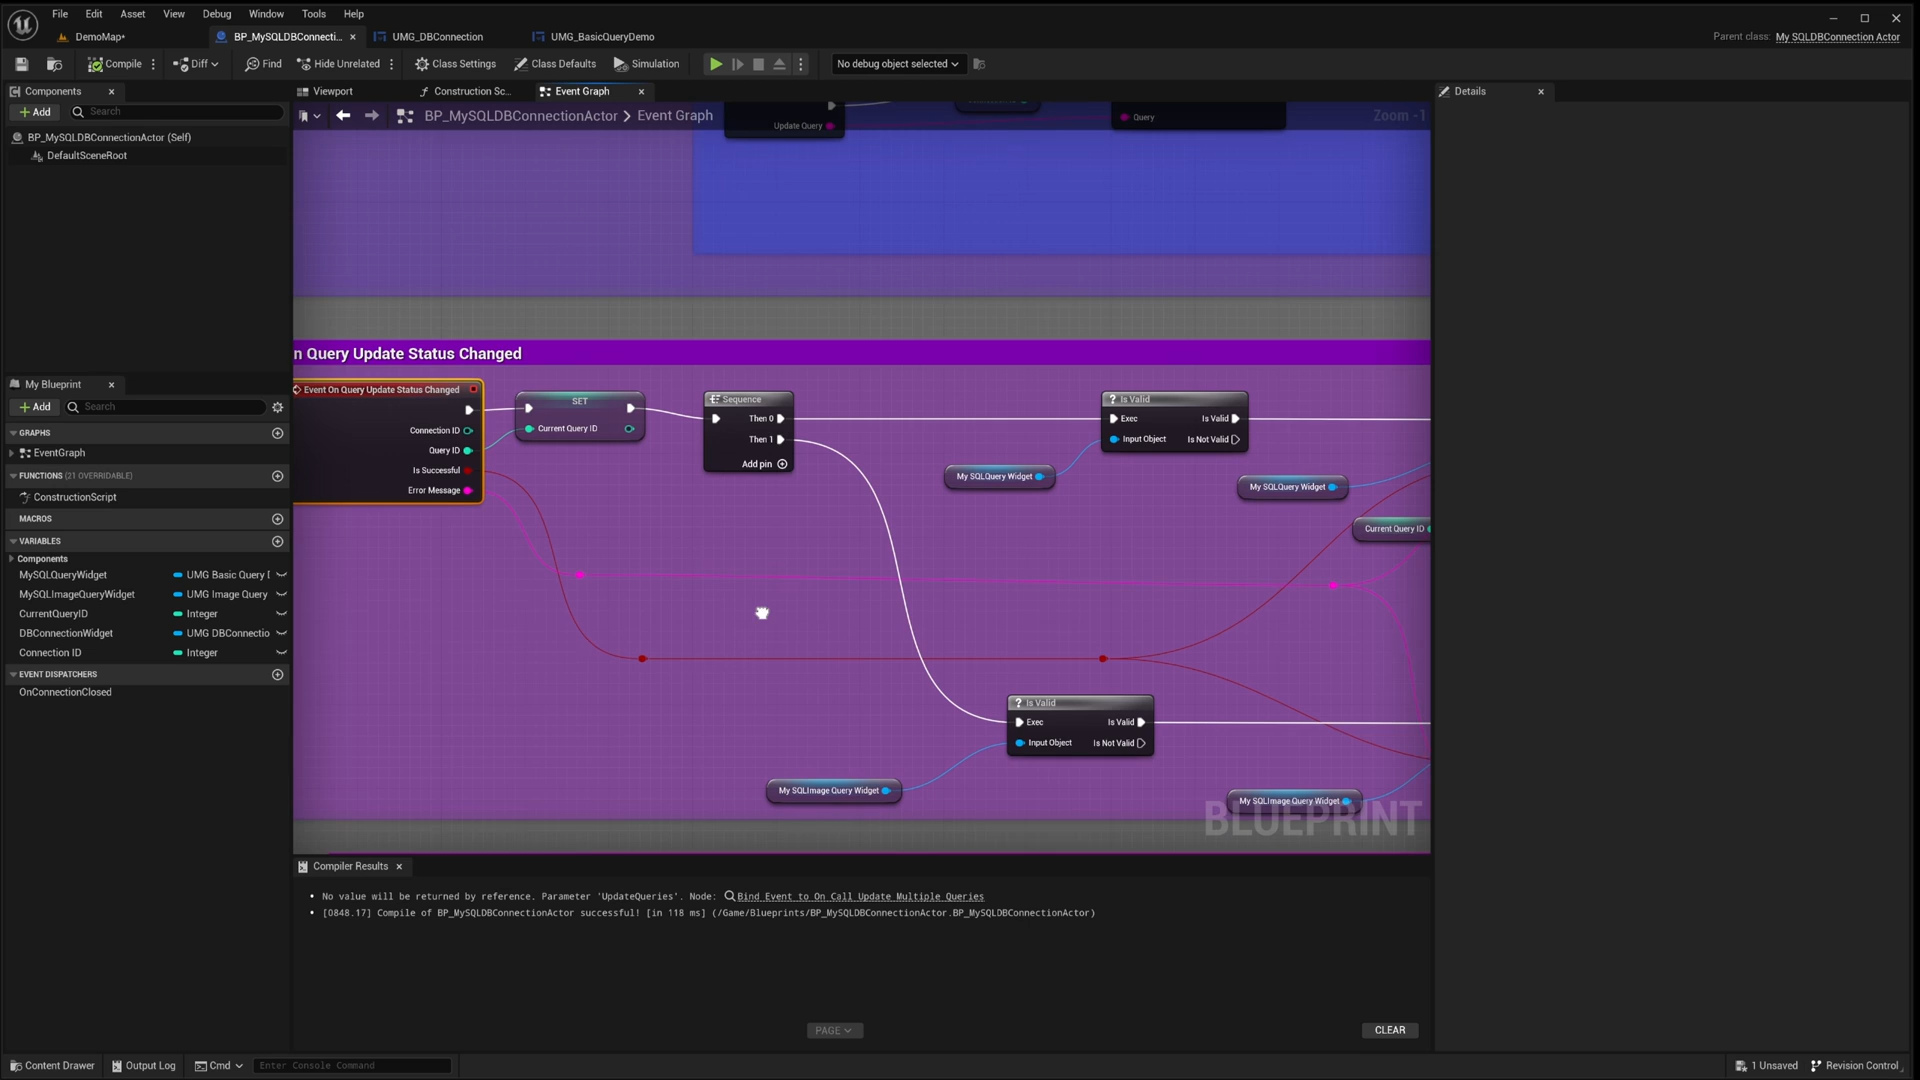 File Edit Asset View Debug Window Tools Help
DemoMap*
BP_MySQLDBConnecti...
UMG_DBConnection
UMG_BasicQueryDemo
Parent class: My SQLDBConnection Actor
Compile
Diff
Find
Hide Unrelated
Class Settings
Class Defaults
Simulation
No debug object selected
Components
Add
Search
BP_MySQLDBConnectionActor (Self)
DefaultSceneRoot
Viewport
Construction Sc...
Event Graph
Details
BP_MySQLDBConnectionActor > Event Graph
Zoom -1
Update Query
Query
n Query Update Status Changed
Event On Query Update Status Changed
Connection ID
Query ID
Is Successful
Error Message
SET
Current Query ID
Sequence
Then 0
Then 1
Add pin
? Is Valid
Exec
Is Valid
Input Object
Is Not Valid
My SQLQuery Widget
My SQLQuery Widget
Current Query ID
? Is Valid
Exec
Is Valid
Input Object
Is Not Valid
My SQLImage Query Widget
My SQLImage Query Widget
BLUEPRINT
My Blueprint
Add
Search
GRAPHS
EventGraph
FUNCTIONS (21 OVERRIDABLE)
ConstructionScript
MACROS
VARIABLES
Components
MySQLQueryWidget UMG Basic Query
MySQLImageQueryWidget UMG Image Query
CurrentQueryID Integer
DBConnectionWidget UMG DBConnectio
Connection ID Integer
EVENT DISPATCHERS
OnConnectionClosed
Compiler Results
• No value will be returned by reference. Parameter 'UpdateQueries'. Node: Bind Event to On Call Update Multiple Queries
• [0848.17] Compile of BP_MySQLDBConnectionActor successful! [in 118 ms] (/Game/Blueprints/BP_MySQLDBConnectionActor.BP_MySQLDBConnectionActor)
PAGE
CLEAR
Content Drawer
Output Log
Cmd
Enter Console Command
1 Unsaved
Revision Control